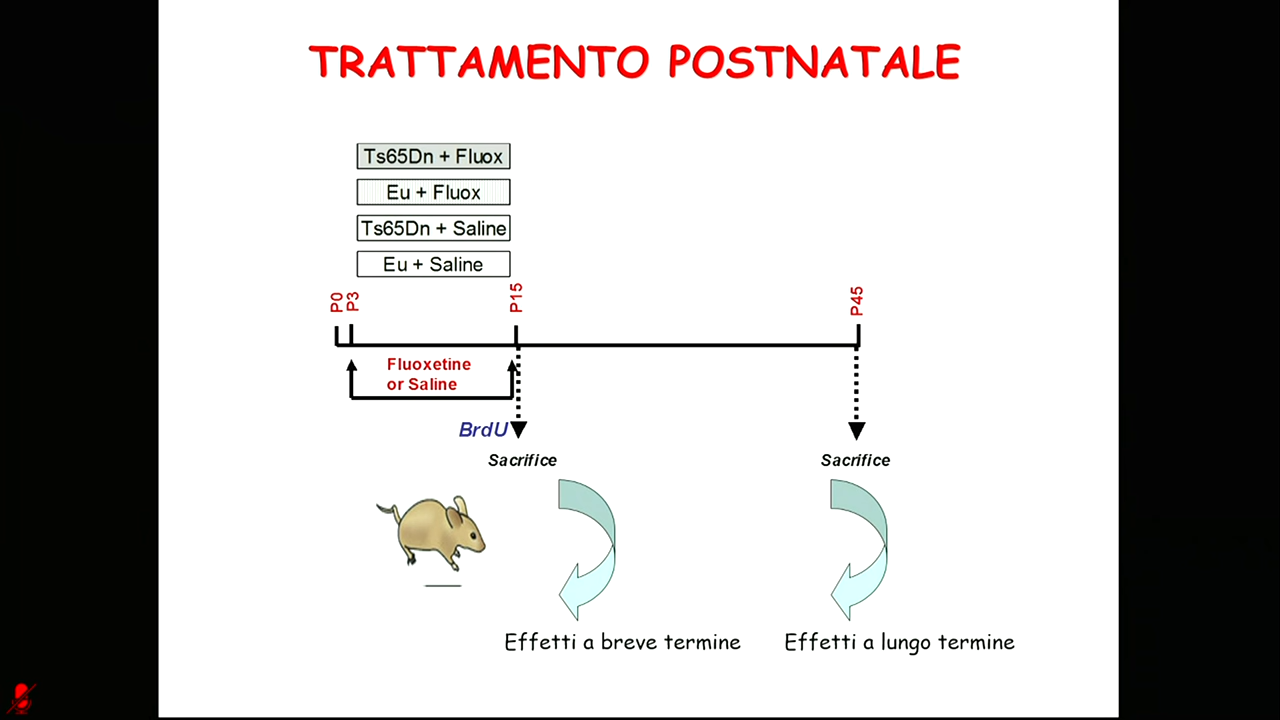 TRATTAMENTO POSTNATALE
Ts65Dn + Fluox
Eu + Fluox
Ts65Dn + Saline
Eu + Saline
P0
P3
P15
P45
Fluoxetine
or Saline
BrdU
Sacrifice
Sacrifice
Effetti a breve termine
Effetti a lungo termine